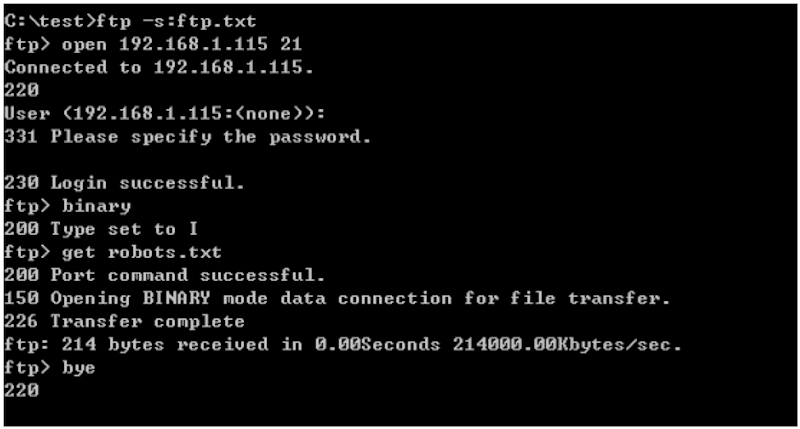 C:\test>ftp -s:ftp.txt
ftp> open 192.168.1.115 21
Connected to 192.168.1.115.
220
User (192.168.1.115:(none)):
331 Please specify the password.
230 Login successful.
ftp> binary
200 Type set to I
ftp> get robots.txt
200 Port command successful.
150 Opening BINARY mode data connection for file transfer.
226 Transfer complete
ftp: 214 bytes received in 0.00Seconds 214000.00Kbytes/sec.
ftp> bye
220